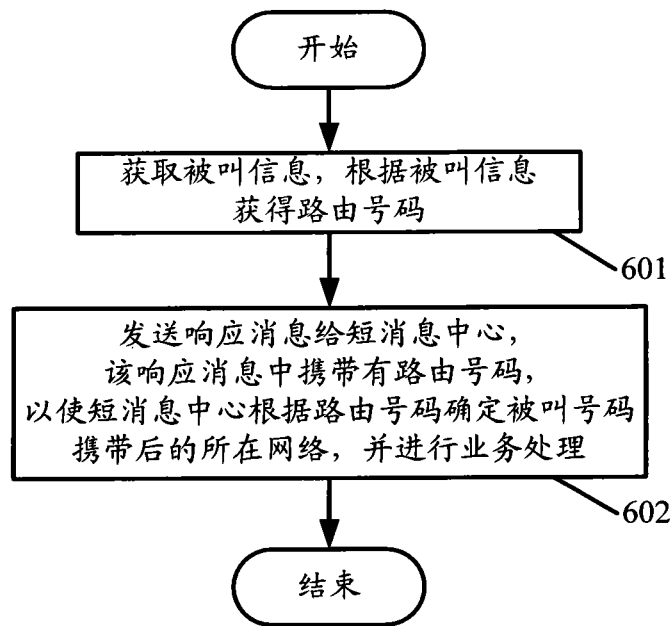 开始
获取被叫信息，根据被叫信息
获得路由号码
601
发送响应消息给短消息中心，
该响应消息中携带有路由号码，
以使短消息中心根据路由号码确定被叫号码
携带后的所在网络，并进行业务处理
602
结束